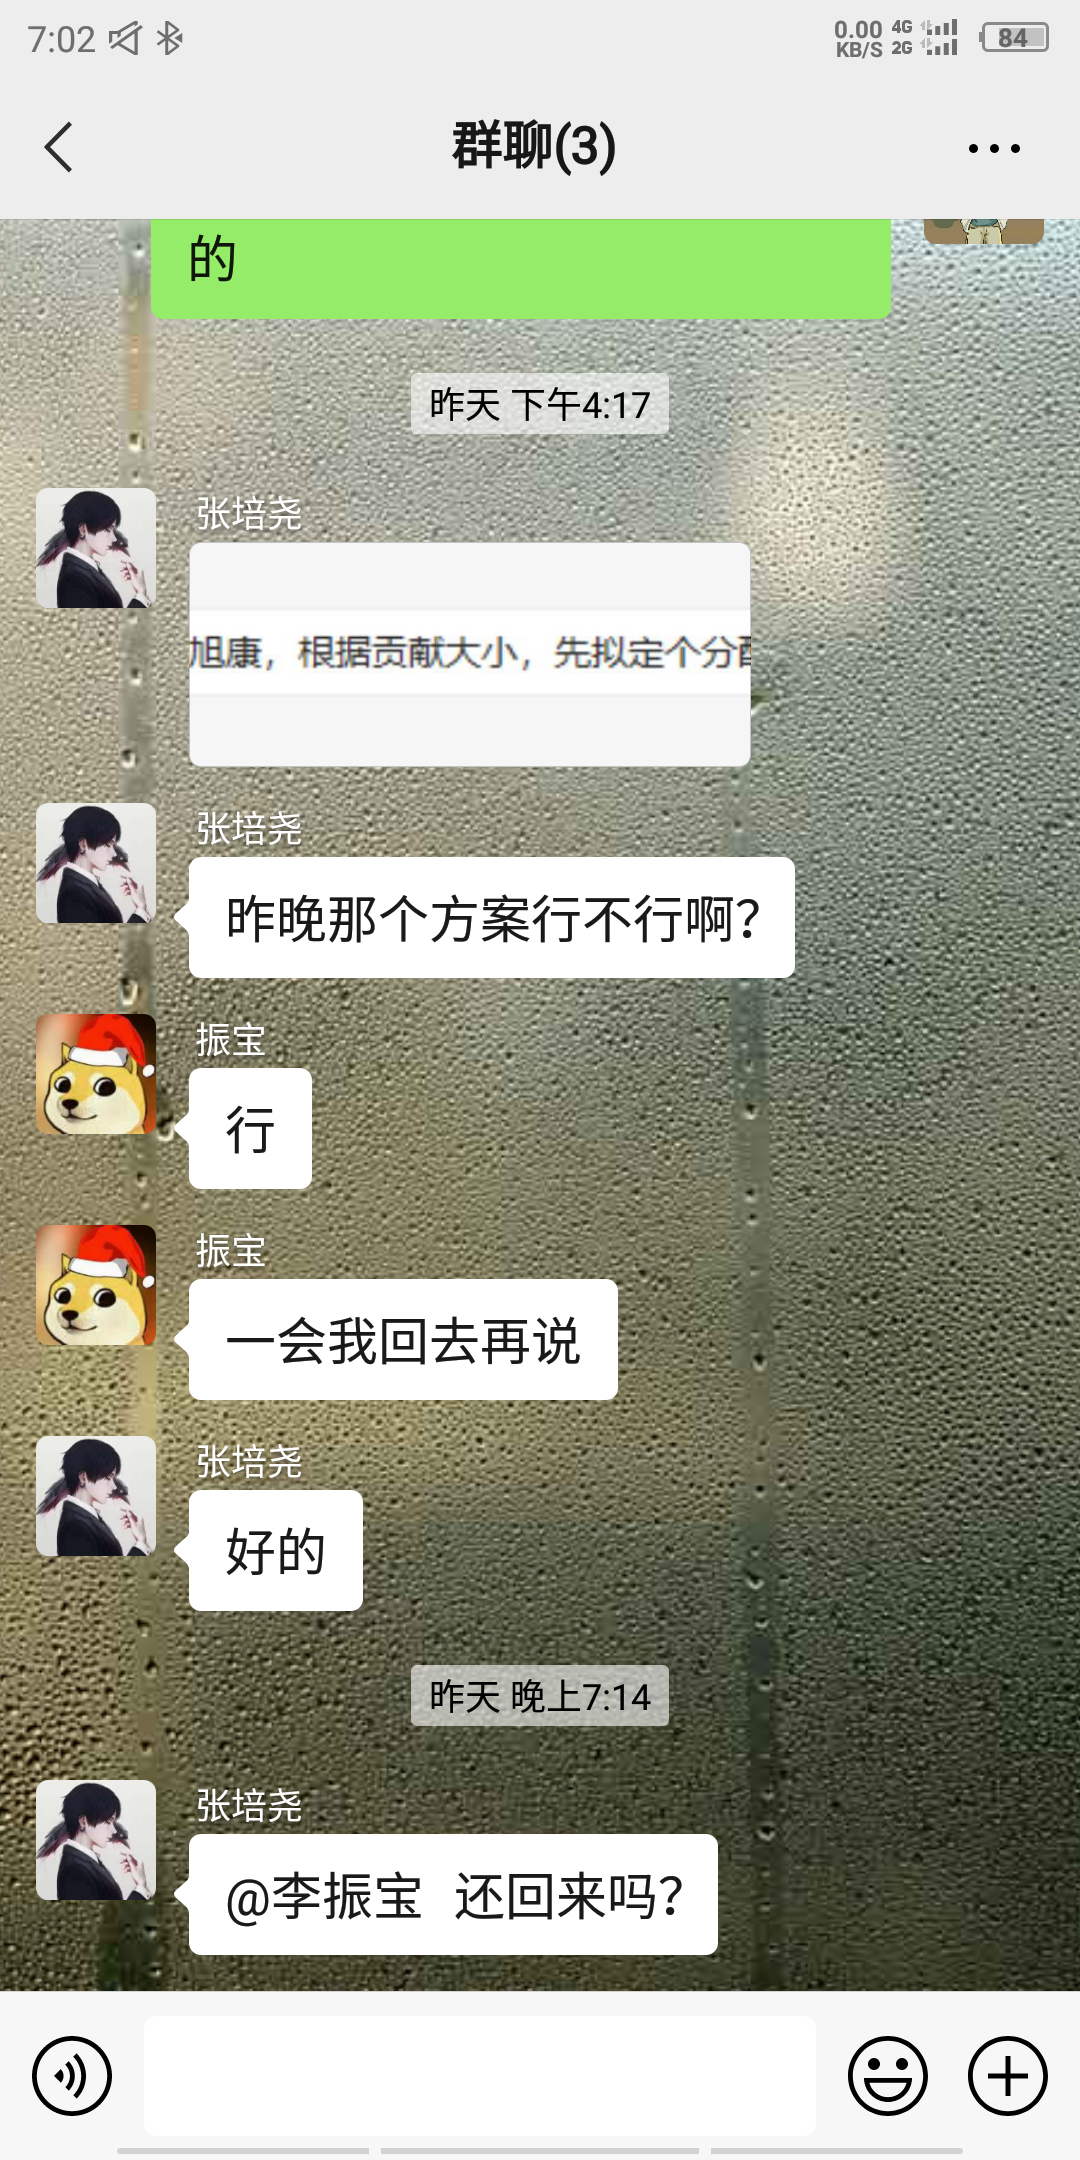 7:02
0.00 KB/S 4G 2G 84
群聊(3)
的
昨天 下午4:17
张培尧
旭康，根据贡献大小，先拟定个分
张培尧
昨晚那个方案行不行啊？
振宝
行
振宝
一会我回去再说
张培尧
好的
昨天 晚上7:14
张培尧
@李振宝 还回来吗？